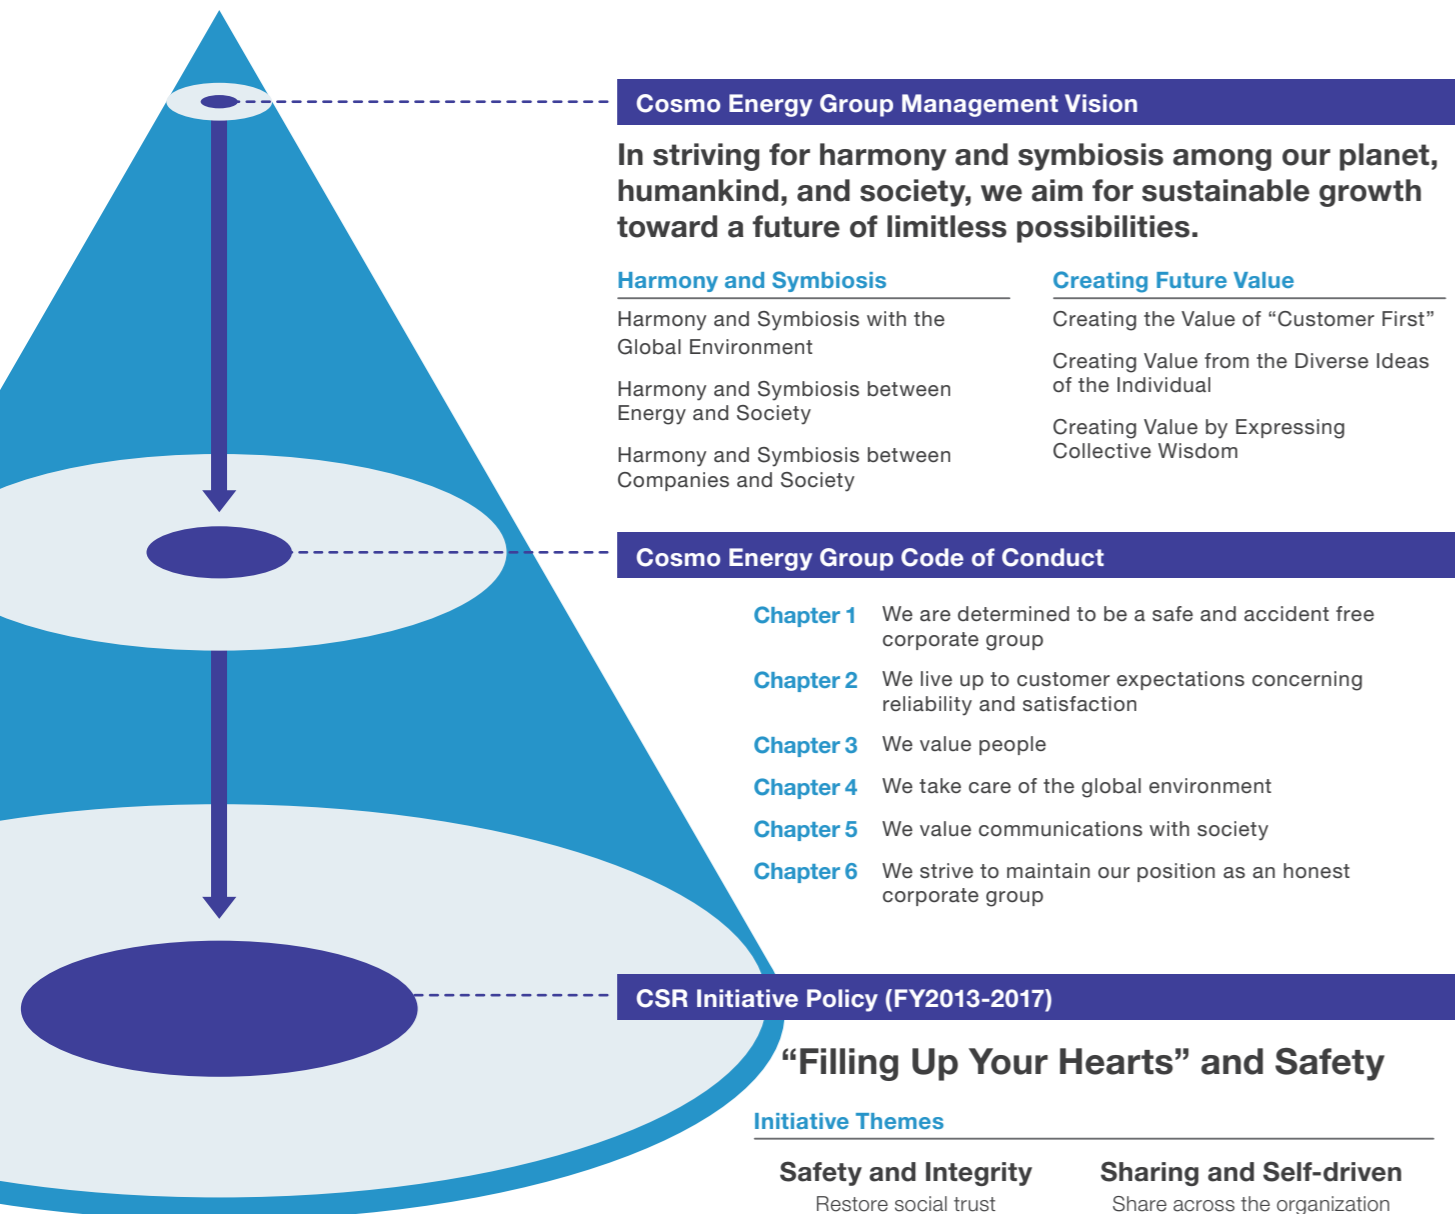 Cosmo Energy Group Management Vision
In striving for harmony and symbiosis among our planet,
humankind, and society, we aim for sustainable growth
toward a future of limitless possibilities.
Harmony and Symbiosis
Harmony and Symbiosis with the
Global Environment
Harmony and Symbiosis between
Energy and Society
Harmony and Symbiosis between
Companies and Society
Creating Future Value
Creating the Value of “Customer First”
Creating Value from the Diverse Ideas
of the Individual
Creating Value by Expressing
Collective Wisdom
Cosmo Energy Group Code of Conduct
Chapter 1 We are determined to be a safe and accident free
corporate group
Chapter 2 We live up to customer expectations concerning
reliability and satisfaction
Chapter 3 We value people
Chapter 4 We take care of the global environment
Chapter 5 We value communications with society
Chapter 6 We strive to maintain our position as an honest
corporate group
CSR Initiative Policy (FY2013-2017)
“Filling Up Your Hearts” and Safety
Initiative Themes
Safety and Integrity
Restore social trust
Sharing and Self-driven
Share across the organization